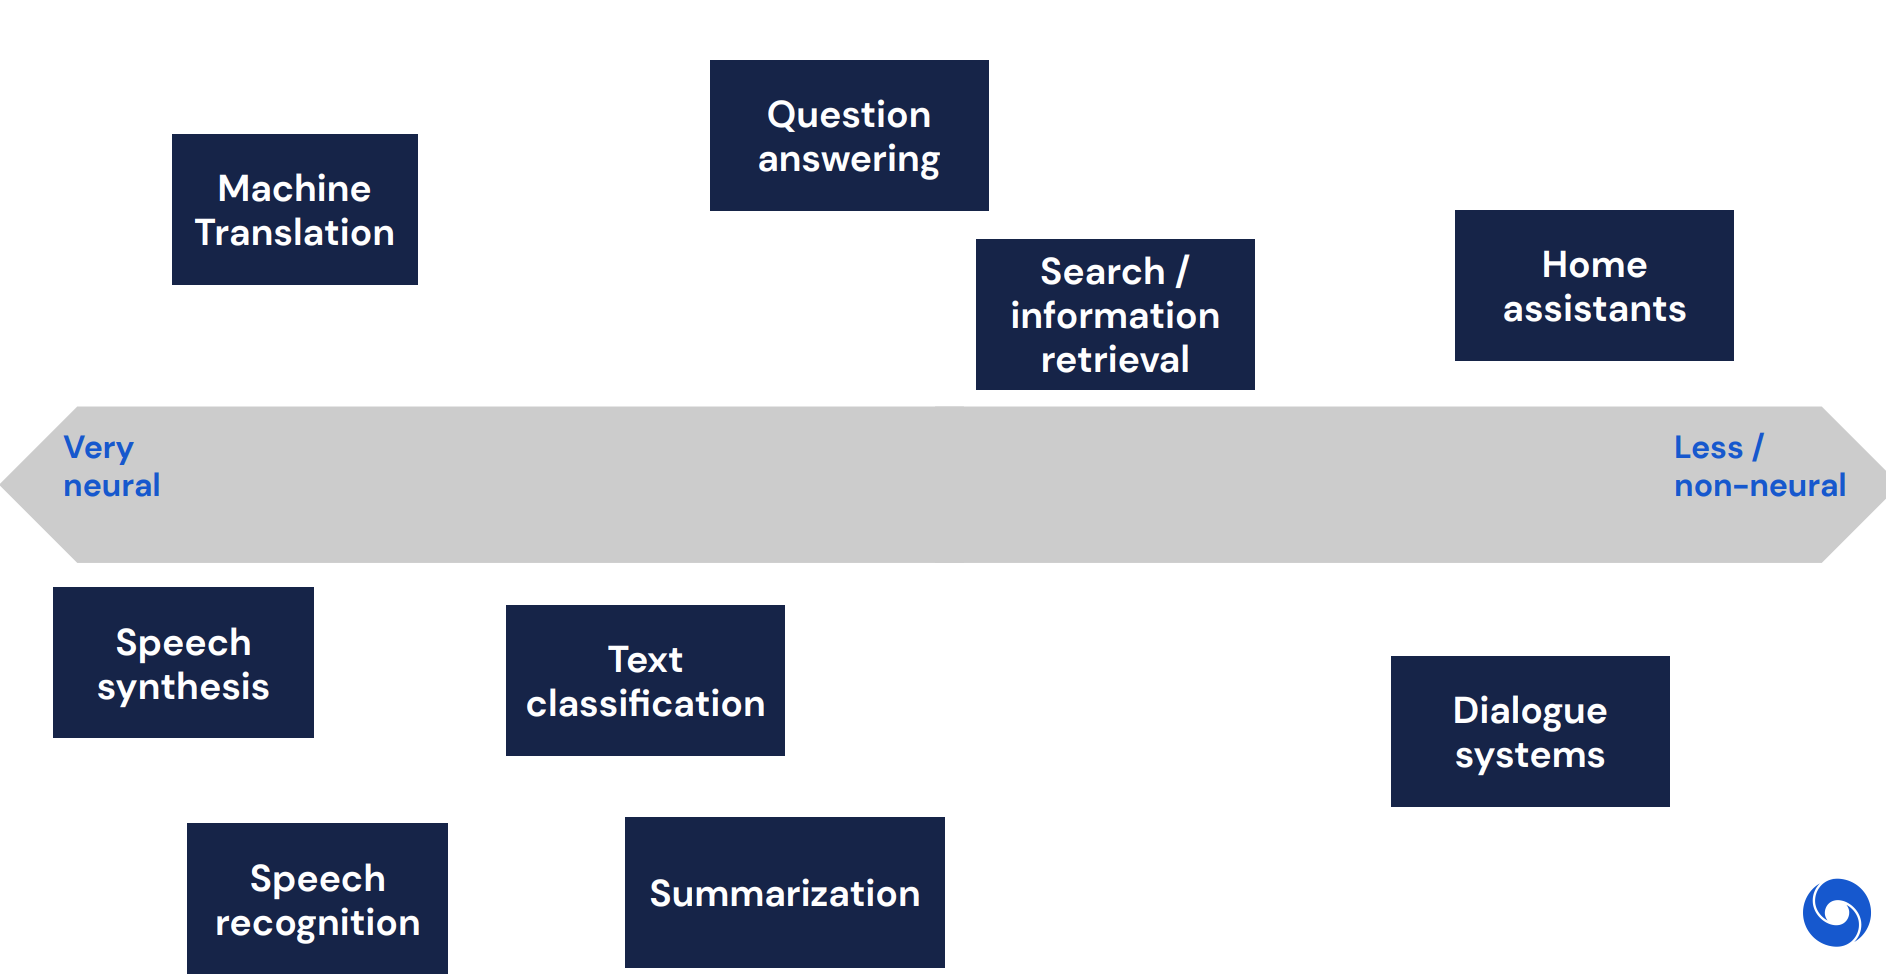 Question
answering
Machine
Translation
Search /
information
retrieval
Home
assistants
Very
neural
Less /
non-neural
Speech
synthesis
Text
classification
Dialogue
systems
Speech
recognition
Summarization